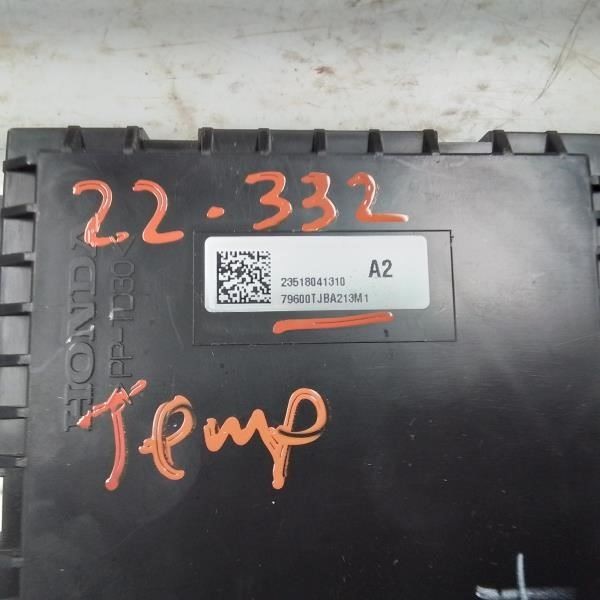 22.332
A2
23518041310
79600TJBA213M1
Temp
HONDA
>PP-TD30<